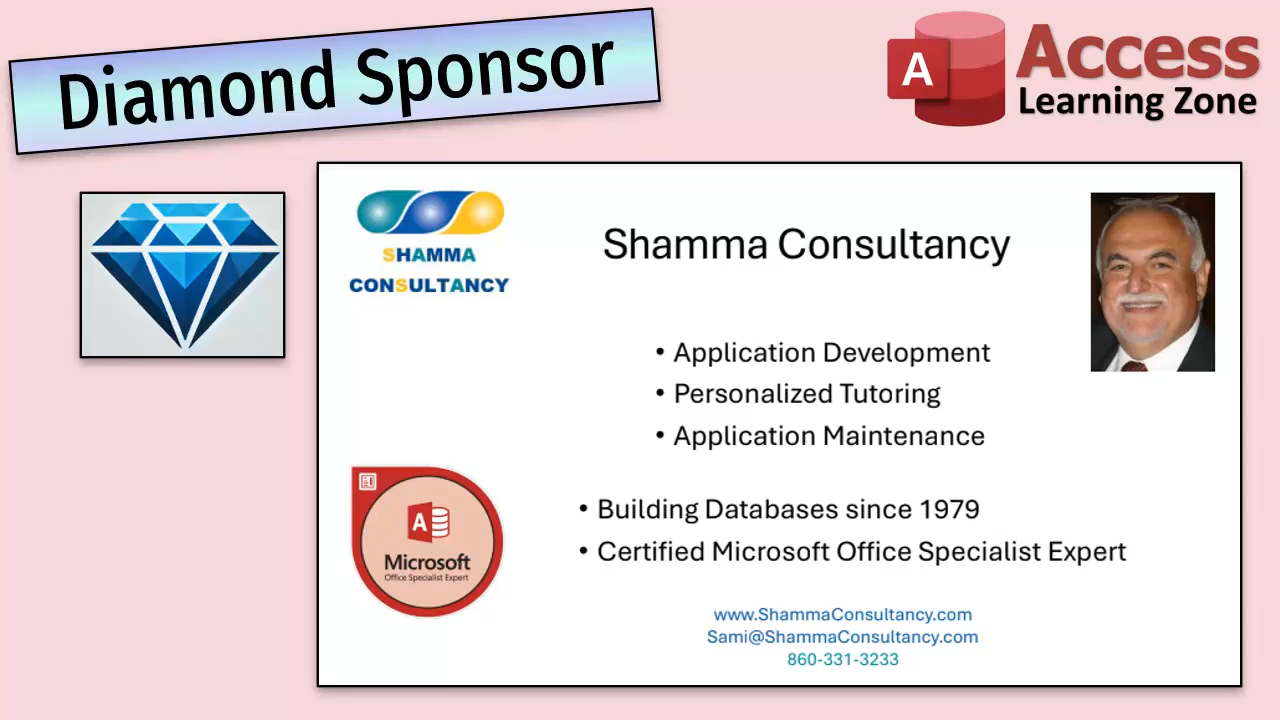 Diamond Sponsor
A
Access
Learning Zone
SHAMMA
CONSULTANCY
Shamma Consultancy
• Application Development
• Personalized Tutoring
• Application Maintenance
A
Microsoft
Office Specialist Expert
• Building Databases since 1979
• Certified Microsoft Office Specialist Expert
www.ShammaConsultancy.com
Sami@ShammaConsultancy.com
860-331-3233